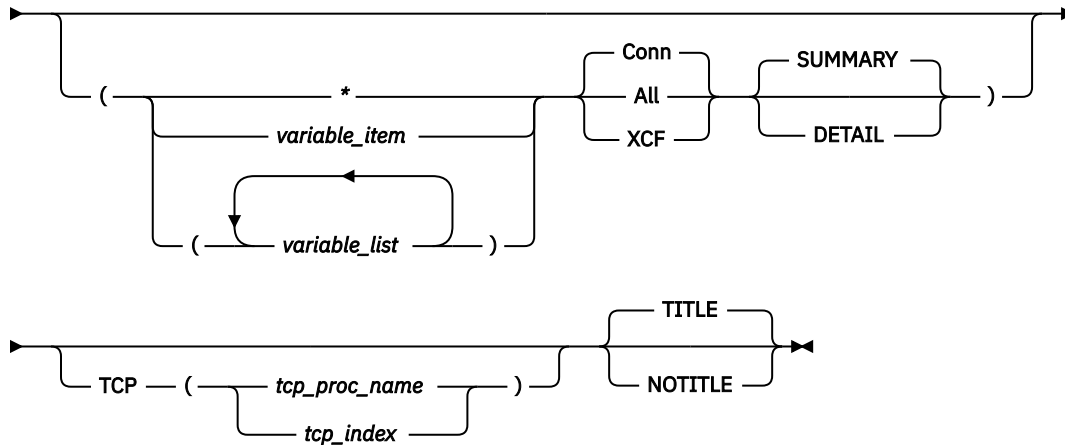 Conn SUMMARY
( * All )
variable_item XCF DETAIL
( variable_list )
TITLE
TCP ( tcp_proc_name ) NOTITLE
tcp_index